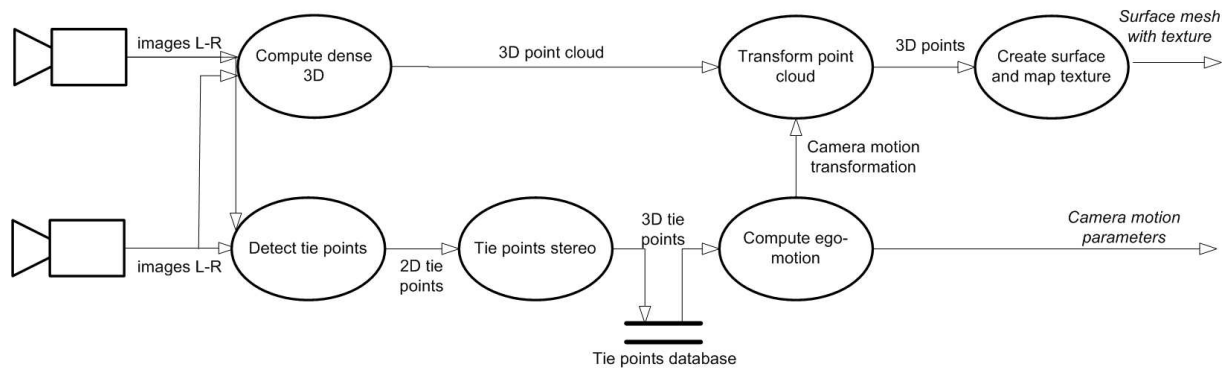 images L-R
Compute dense
3D
3D point cloud
Transform point
cloud
3D points
Create surface
and map texture
Surface mesh
with texture
Camera motion
transformation
images L-R
Detect tie points
2D tie
points
Tie points stereo
3D tie
points
Compute ego-
motion
Camera motion
parameters
Tie points database